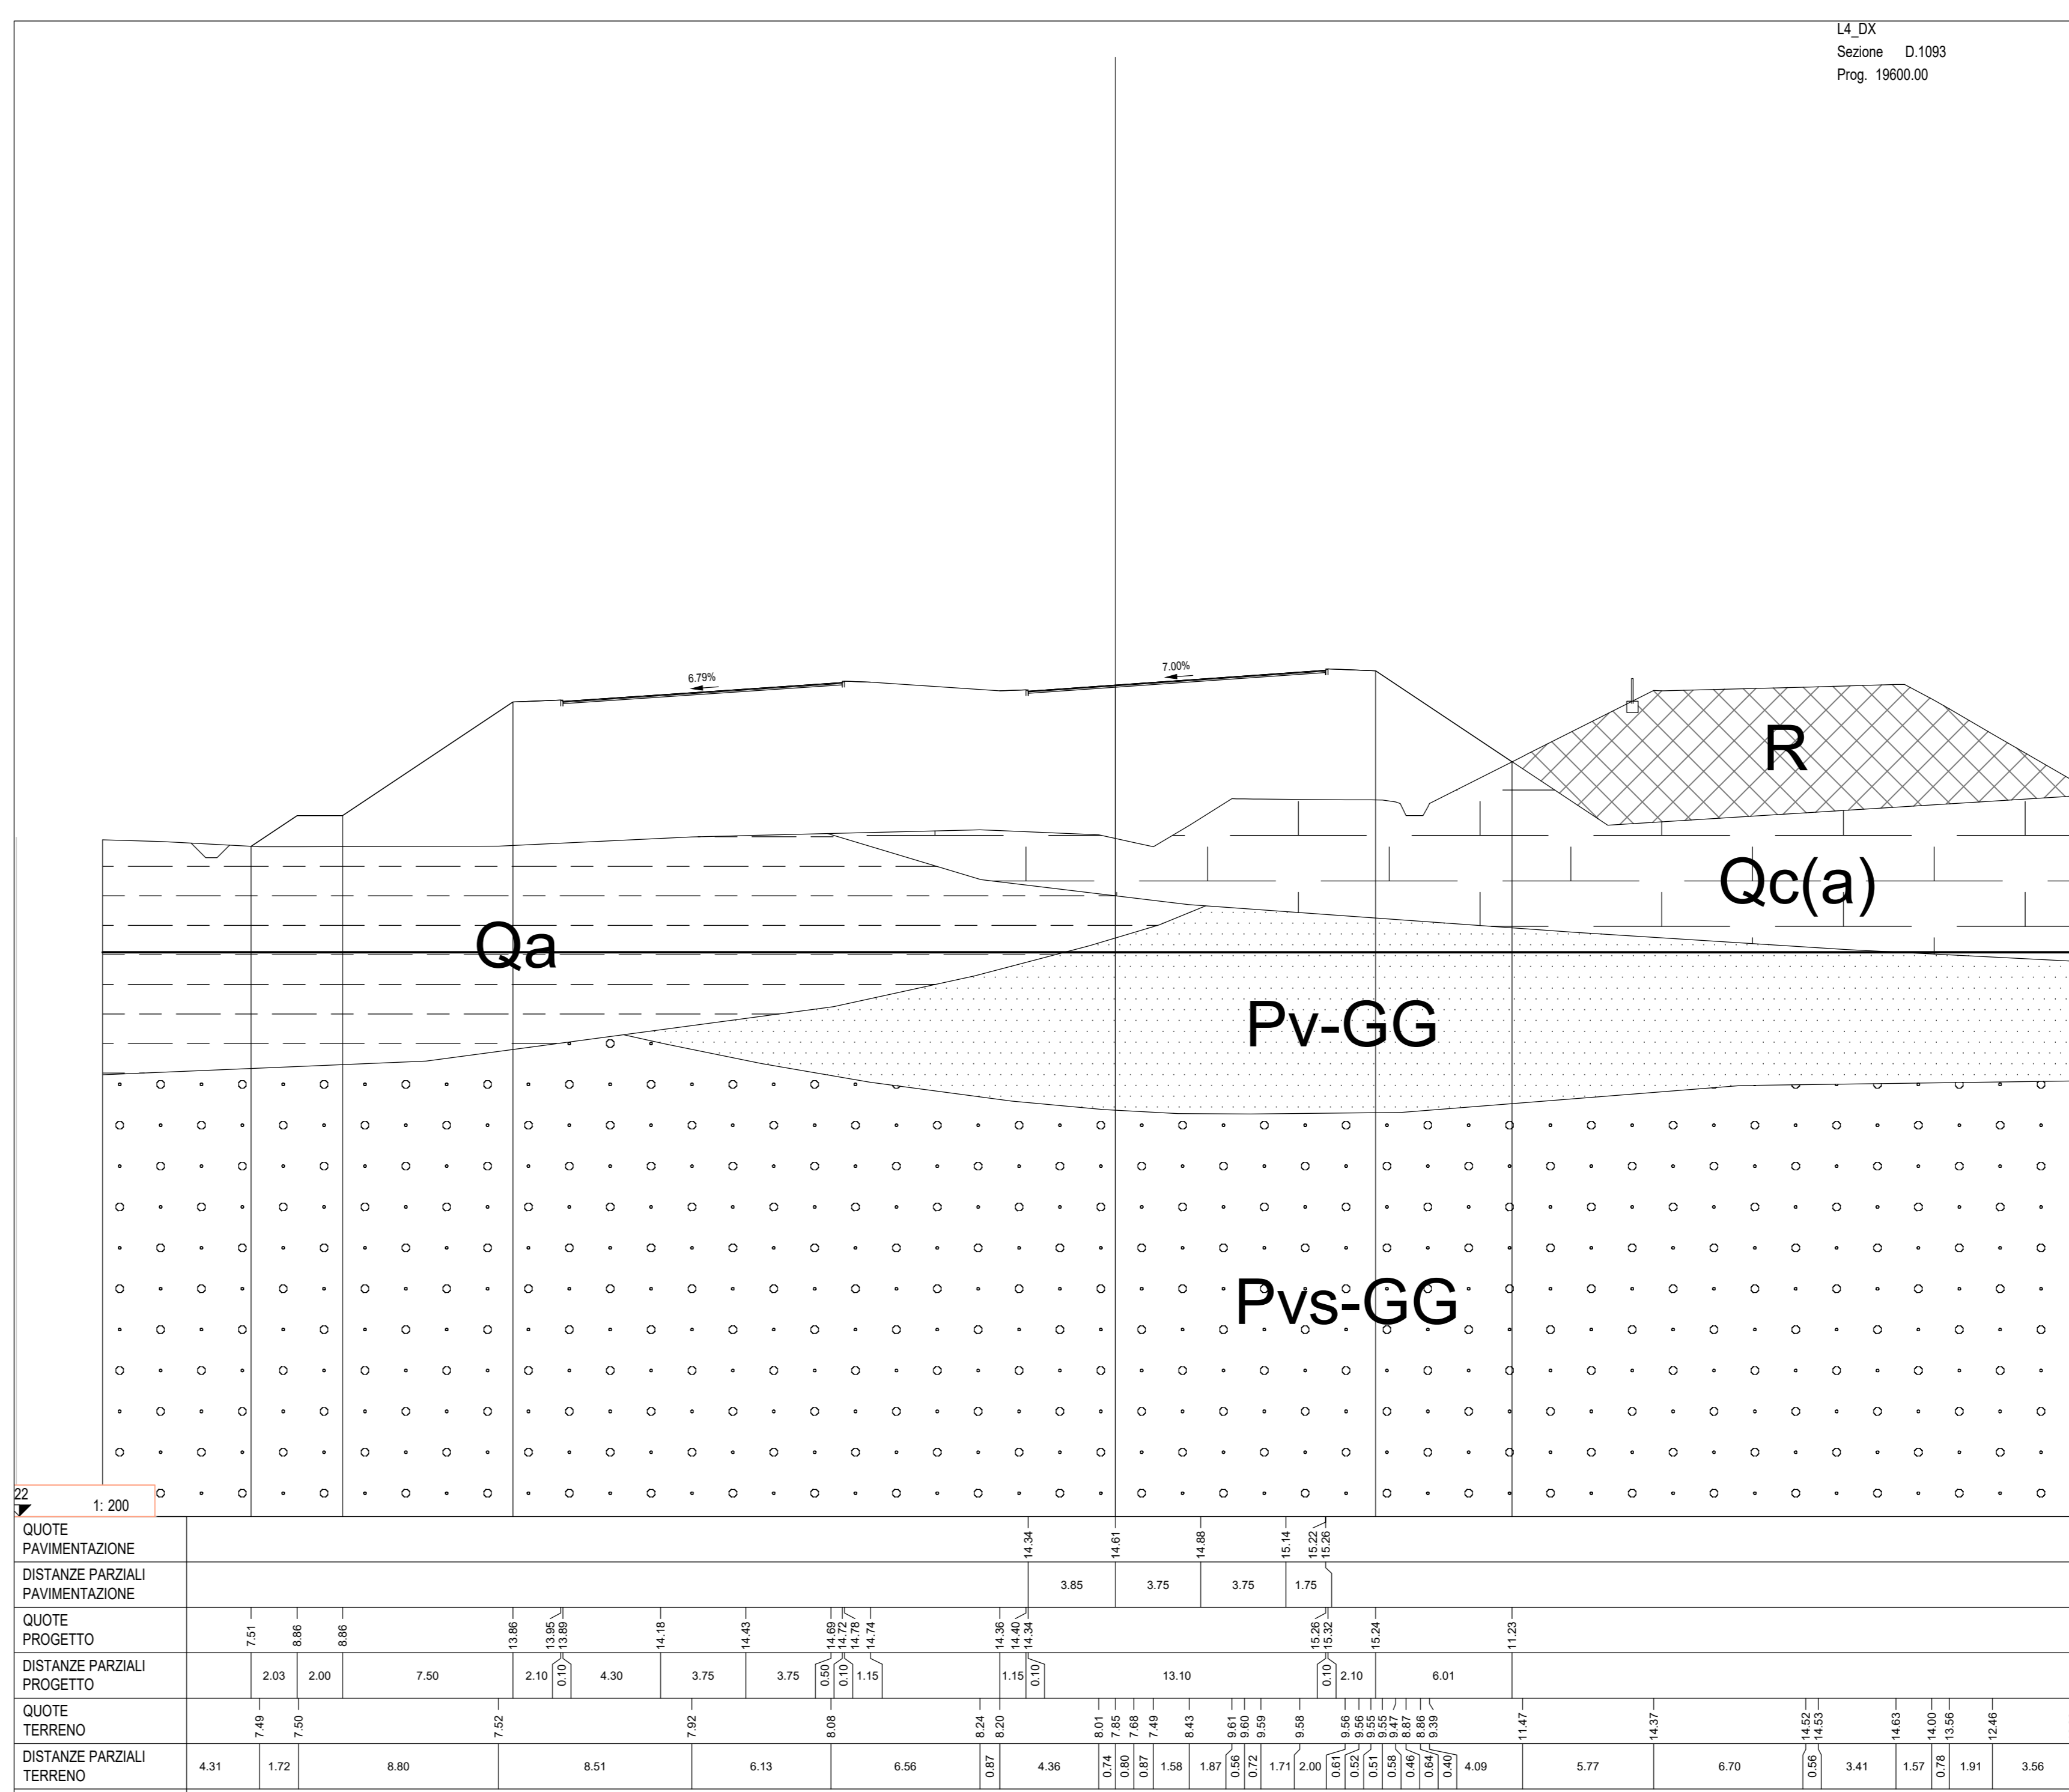 L4_DX
Sezione D.1093
Prog. 19600.00
6.79%
7.00%
R
Qc(a)
Qa
Pv-GG
Pvs-GG
22
1: 200
QUOTE
PAVIMENTAZIONE
14.34 14.61 14.88 15.14 15.22 15.26
DISTANZE PARZIALI
PAVIMENTAZIONE
3.85 3.75 3.75 1.75
QUOTE
PROGETTO
7.51 8.86 8.86 13.86 13.95 13.89 14.18 14.43 14.69 14.72 14.78 14.74 14.36 14.40 14.34 15.26 15.32 15.24 11.23
DISTANZE PARZIALI
PROGETTO
2.03 2.00 7.50 2.10 0.10 4.30 3.75 3.75 0.50 0.10 1.15 1.15 0.10 13.10 0.10 2.10 6.01
QUOTE
TERRENO
7.49 7.50 7.52 7.92 8.08 8.24 8.20 8.01 7.85 7.68 7.49 8.43 9.61 9.60 9.59 9.58 9.56 9.56 9.55 9.55 9.47 8.87 8.86 9.39 11.47 14.37 14.52 14.53 14.63 14.00 13.56 12.46
DISTANZE PARZIALI
TERRENO
4.31 1.72 8.80 8.51 6.13 6.56 0.87 4.36 0.74 0.80 0.87 1.58 1.87 0.56 0.72 1.71 2.00 0.61 0.52 0.51 0.58 0.46 0.64 0.40 4.09 5.77 6.70 0.56 3.41 1.57 0.78 1.91 3.56